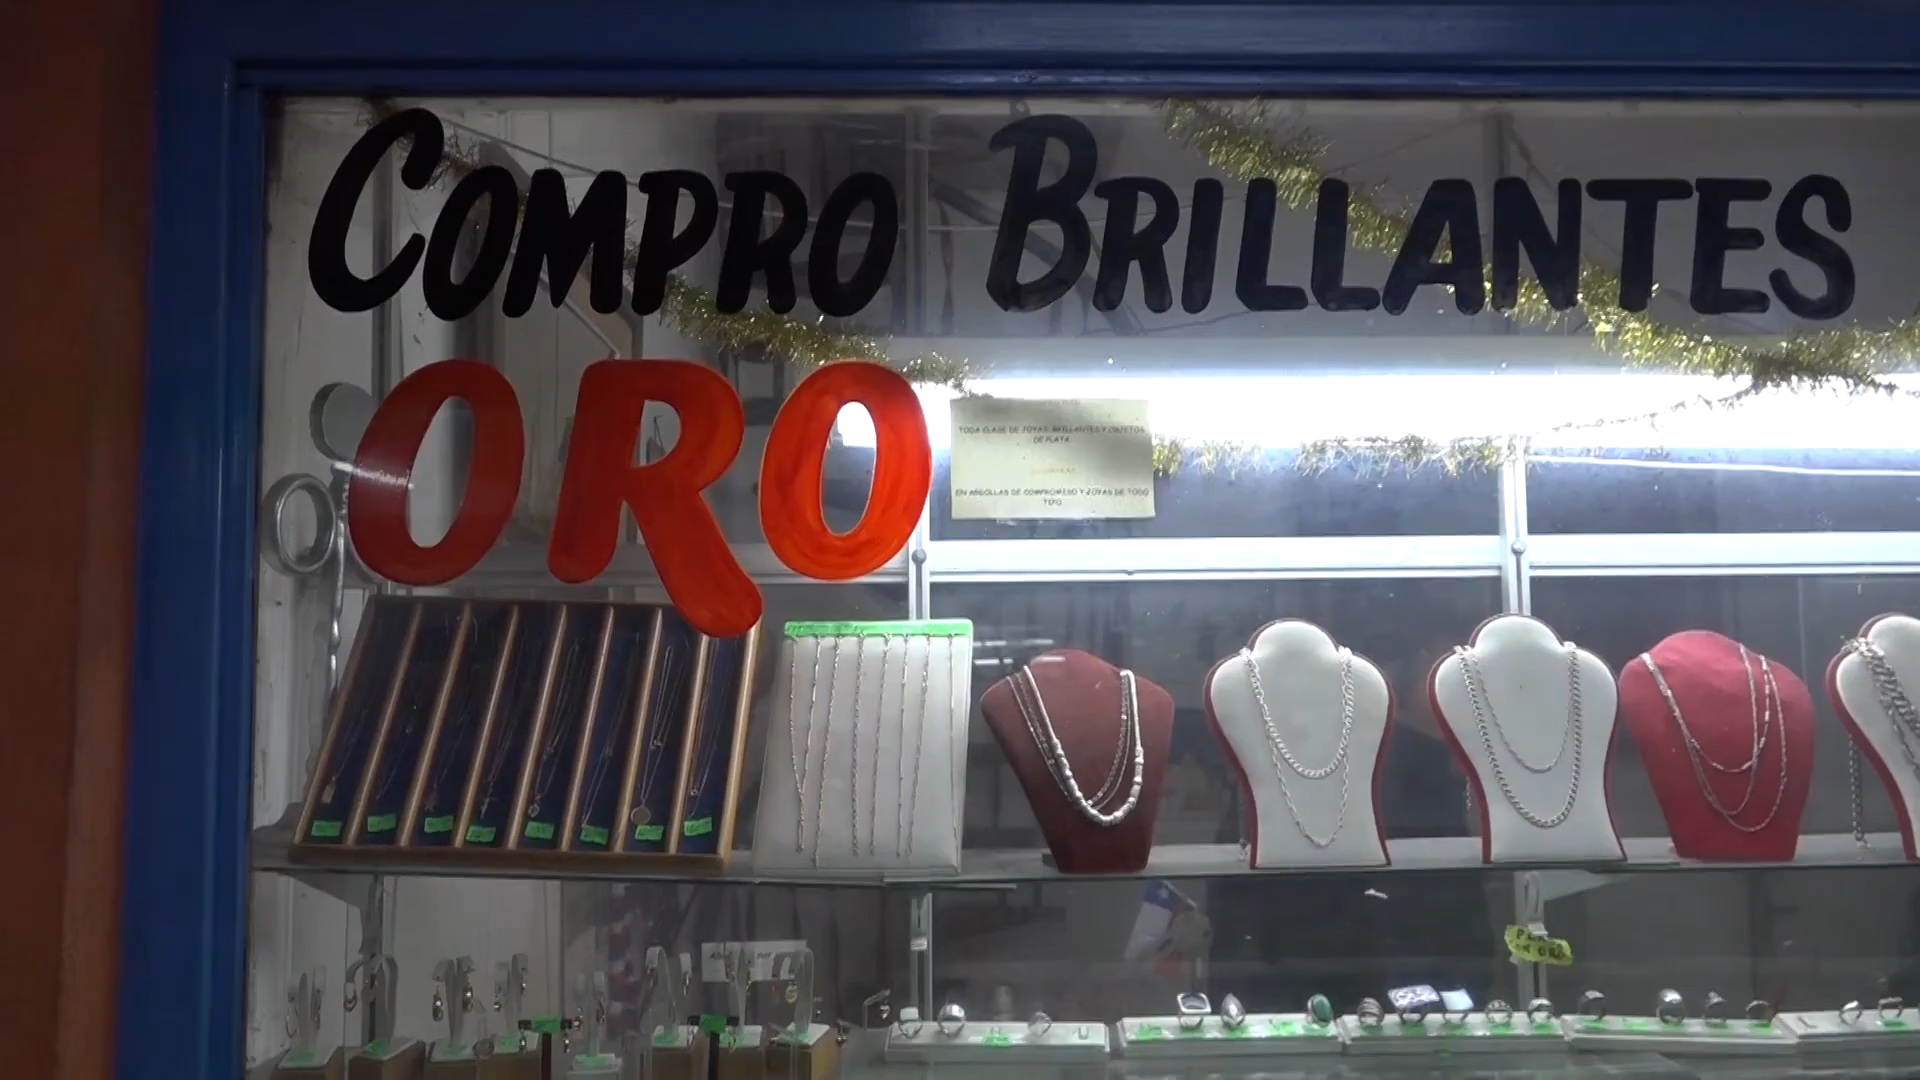 COMPRO BRILLANTES
ORO
TODA CLASE DE JOYAS, BRILLANTES Y OBJETOS
DE PLATA.
EN ARGOLLAS DE COMPROMISO Y JOYAS DE TODO
TIPO